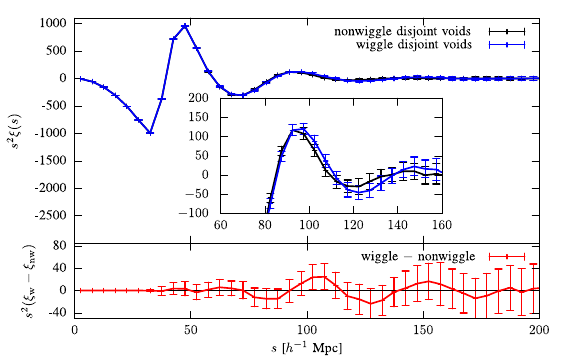 1000
500
0
-500
-1000
-1500
-2000
-2500
s²ξ(s)
nonwiggle disjoint voids
wiggle disjoint voids
200
150
100
50
0
-50
-100
60 80 100 120 140 160
80
40
0
-40
s²(ξw − ξnw)
wiggle − nonwiggle
0 50 100 150 200
s [h⁻¹ Mpc]